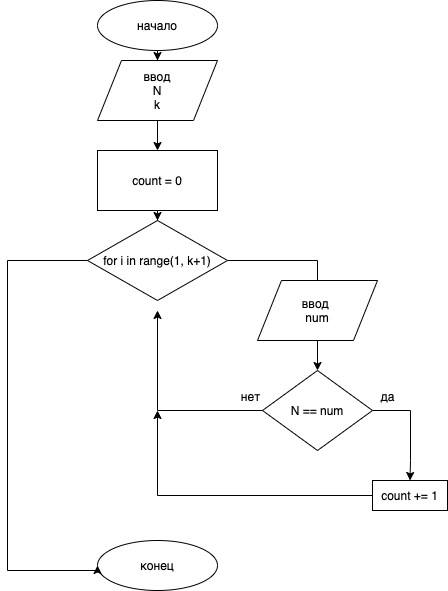 начало
ввод
N
k
count = 0
for i in range(1, k+1)
ввод
num
нет
N == num
да
count += 1
конец